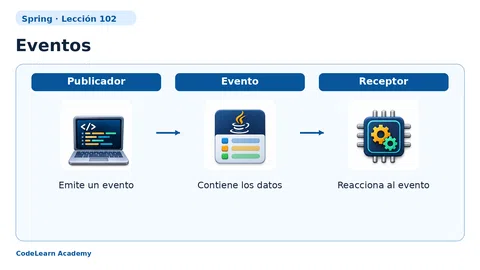 Spring · Lección 102
Eventos
Publicador
Evento
Receptor
</>
Emite un evento
Contiene los datos
Reacciona al evento
CodeLearn Academy